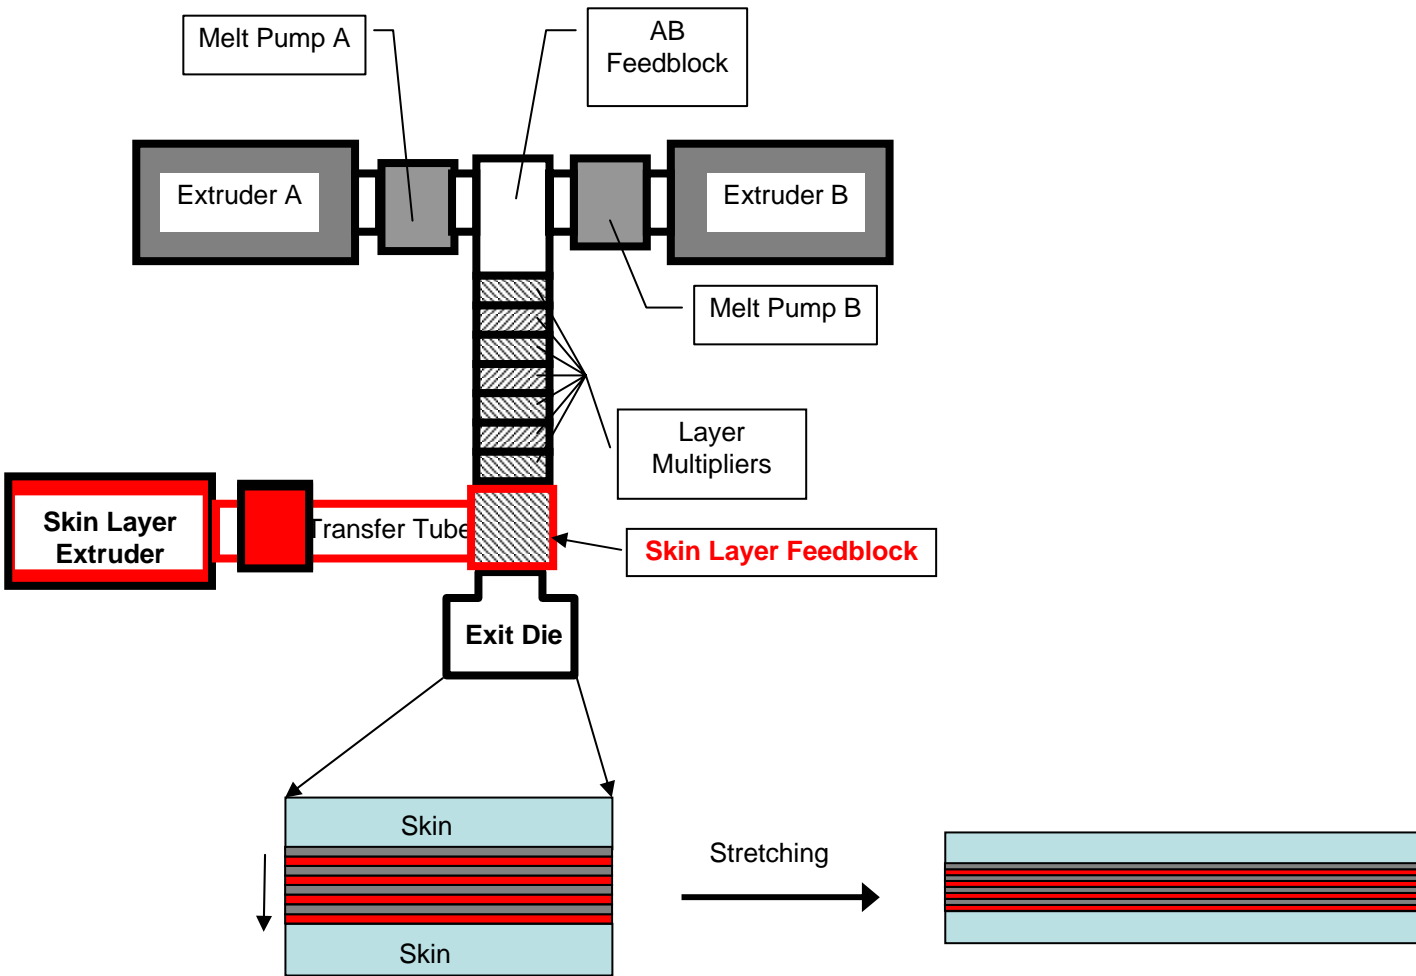 Melt Pump A
AB
Feedblock
Extruder A
Extruder B
Melt Pump B
Layer
Multipliers
Skin Layer
Extruder
Transfer Tube
Skin Layer Feedblock
Exit Die
Skin
Stretching
Skin